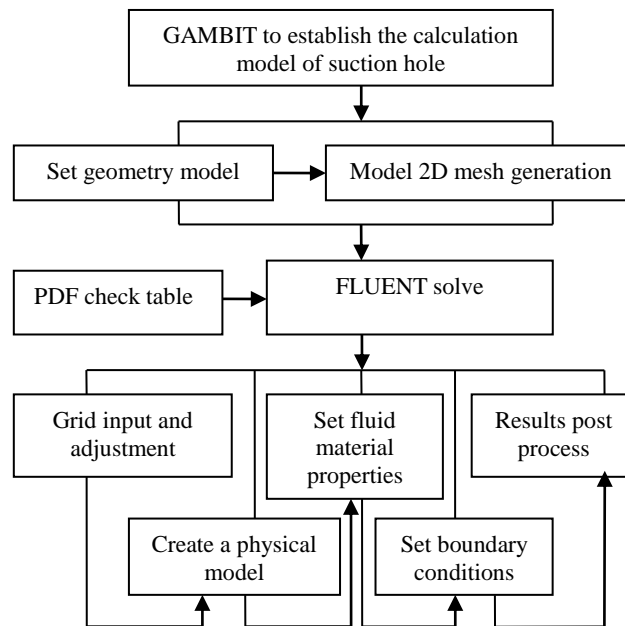 GAMBIT to establish the calculation
model of suction hole
Set geometry model
Model 2D mesh generation
PDF check table
FLUENT solve
Grid input and
adjustment
Set fluid
material
properties
Results post
process
Create a physical
model
Set boundary
conditions